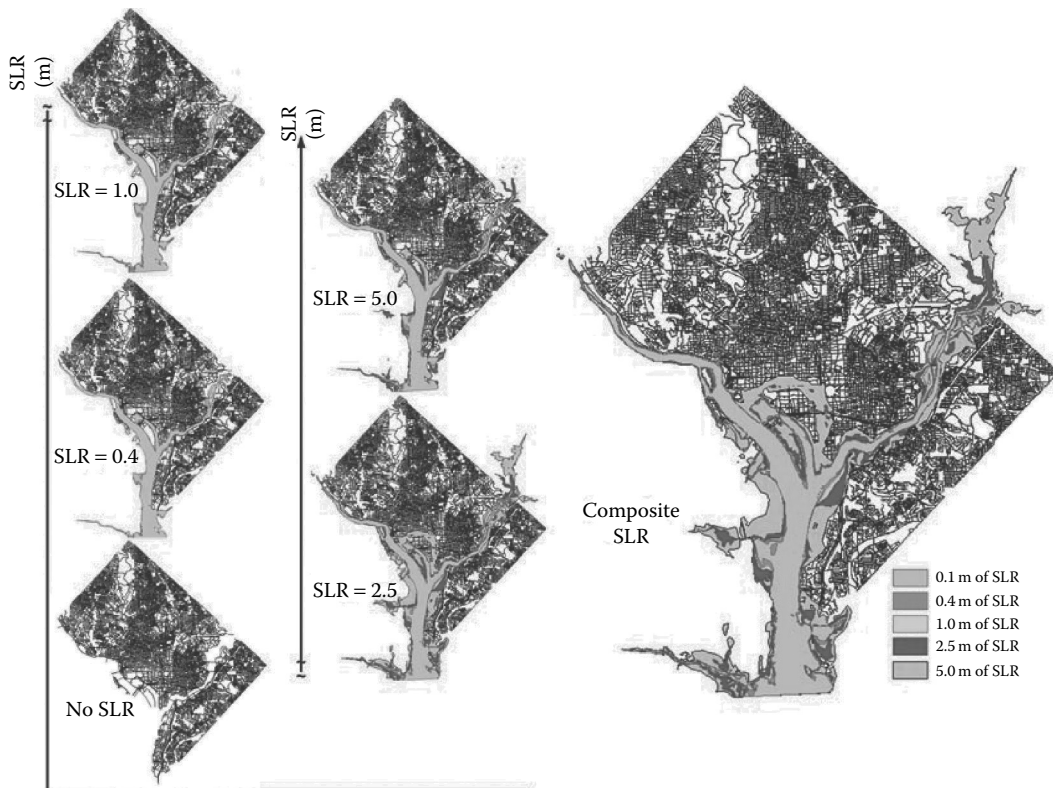 SLR
(m)
SLR = 1.0
SLR = 0.4
No SLR
SLR
(m)
SLR = 5.0
SLR = 2.5
Composite
SLR
0.1 m of SLR
0.4 m of SLR
1.0 m of SLR
2.5 m of SLR
5.0 m of SLR